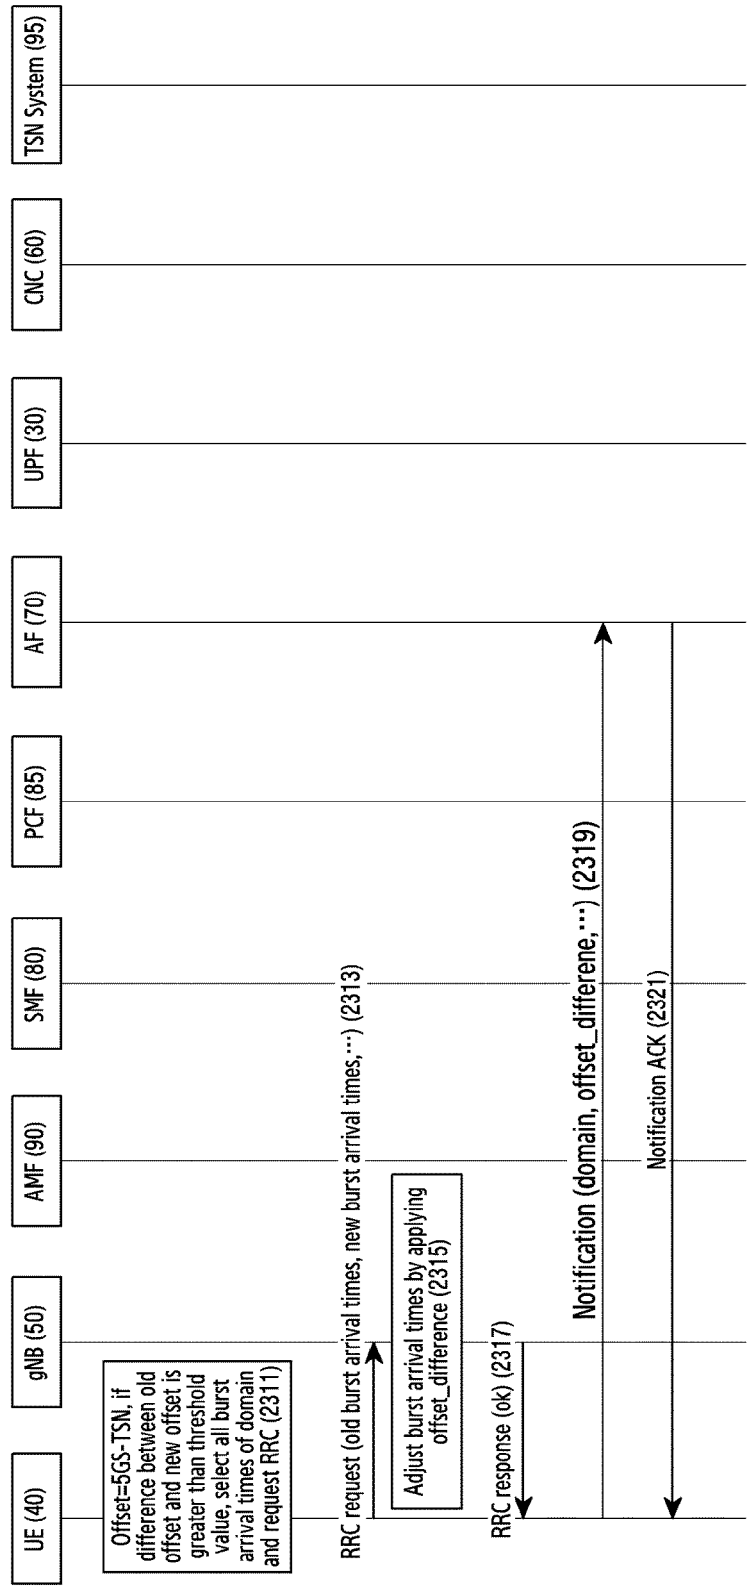 UE (40)
gNB (50)
AMF (90)
SMF (80)
PCF (85)
AF (70)
UPF (30)
CNC (60)
TSN System (95)
Offset=5GS-TSN, if
difference between old
offset and new offset is
greater than threshold
value, select all burst
arrival times of domain
and request RRC (2311)
RRC request (old burst arrival times, new burst arrival times,⋯) (2313)
Adjust burst arrival times by applying
offset_difference (2315)
RRC response (ok) (2317)
Notification (domain, offset_differene,⋯) (2319)
Notification ACK (2321)